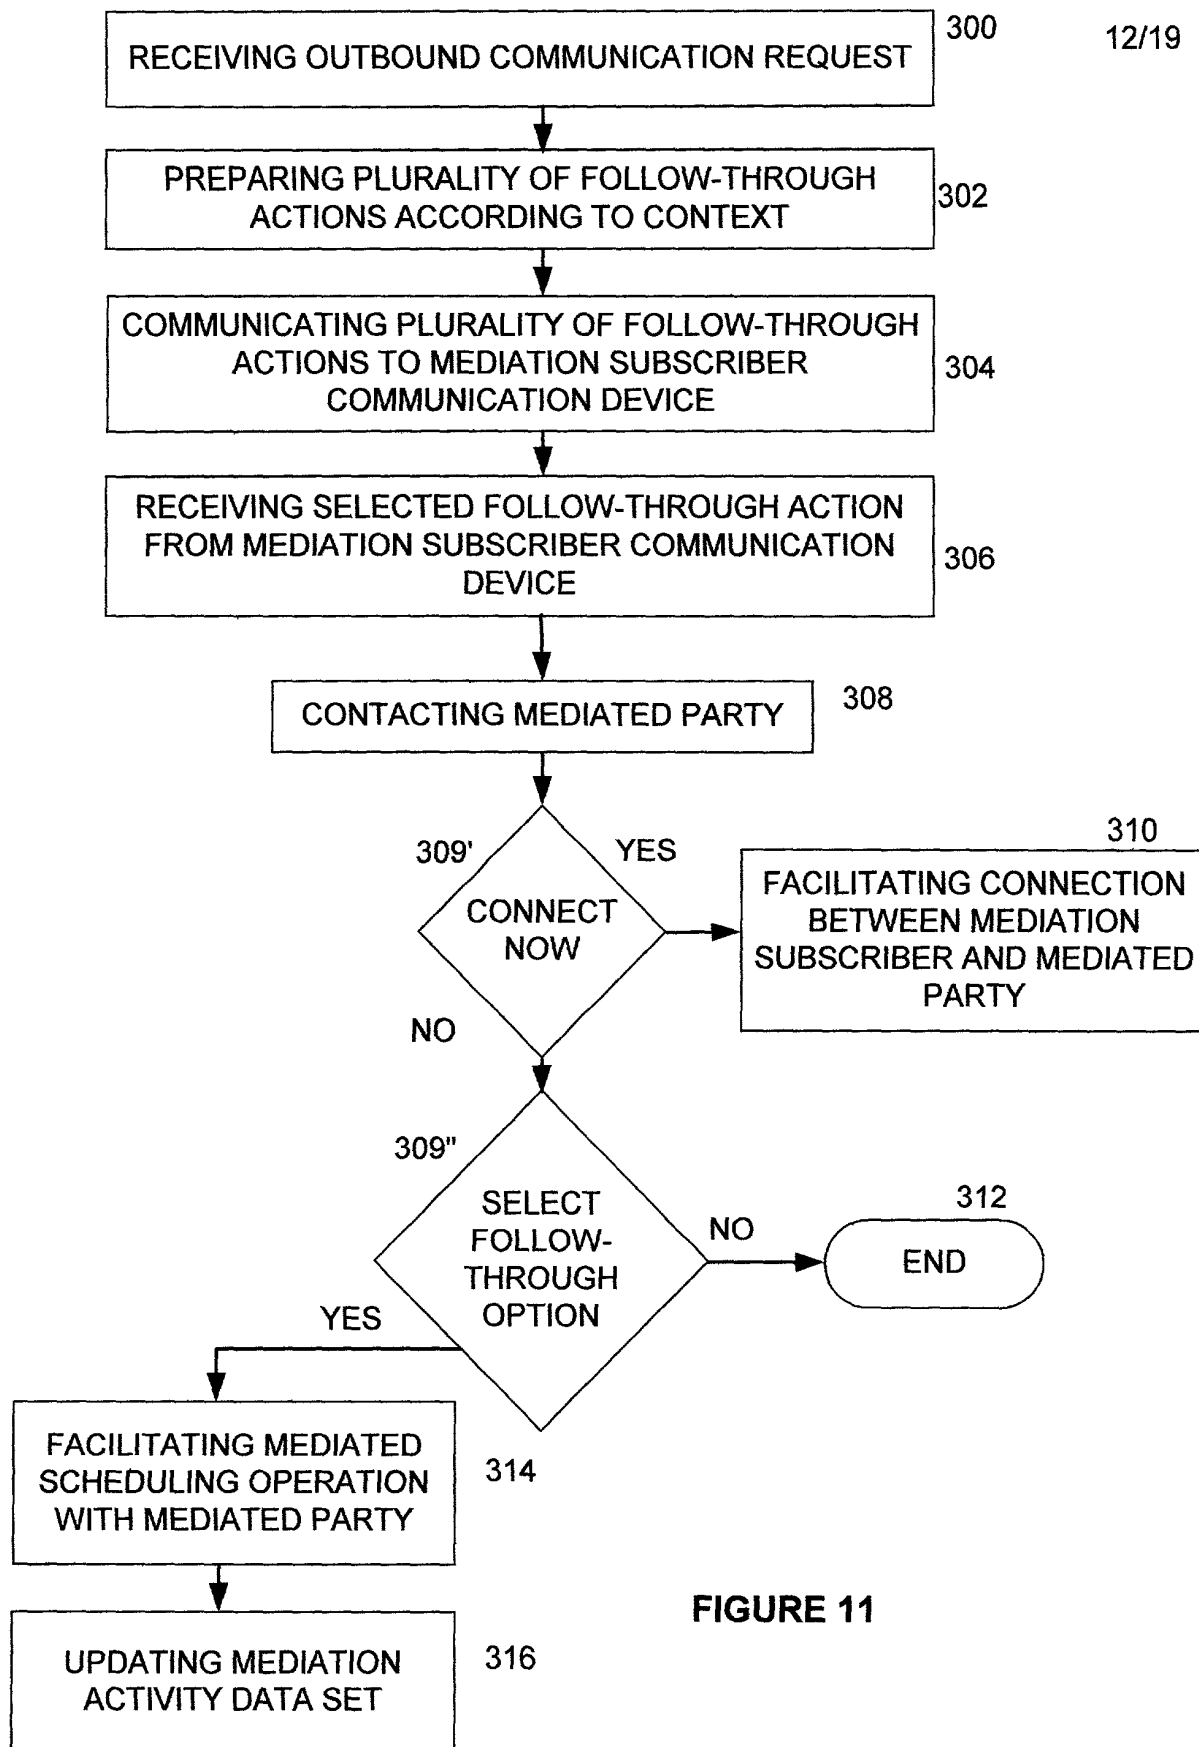 300
12/19
RECEIVING OUTBOUND COMMUNICATION REQUEST
PREPARING PLURALITY OF FOLLOW-THROUGH
ACTIONS ACCORDING TO CONTEXT
302
COMMUNICATING PLURALITY OF FOLLOW-THROUGH
ACTIONS TO MEDIATION SUBSCRIBER
COMMUNICATION DEVICE
304
RECEIVING SELECTED FOLLOW-THROUGH ACTION
FROM MEDIATION SUBSCRIBER COMMUNICATION
DEVICE
306
CONTACTING MEDIATED PARTY
308
309'
YES
CONNECT
NOW
NO
310
FACILITATING CONNECTION
BETWEEN MEDIATION
SUBSCRIBER AND MEDIATED
PARTY
309"
SELECT
FOLLOW-
THROUGH
OPTION
NO
312
END
YES
FACILITATING MEDIATED
SCHEDULING OPERATION
WITH MEDIATED PARTY
314
UPDATING MEDIATION
ACTIVITY DATA SET
316
FIGURE 11